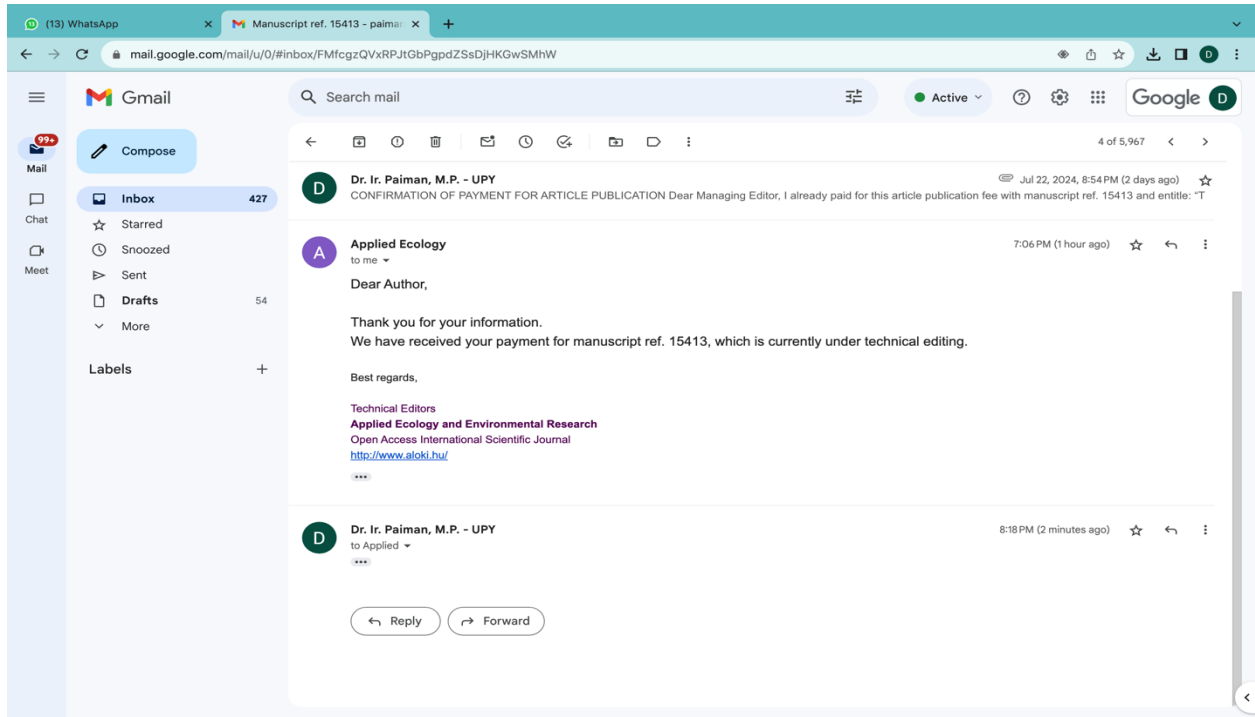 (13) WhatsApp
Manuscript ref. 15413 - paiman
mail.google.com/mail/u/0/#inbox/FMfcgzQVxRPJtGbPgpdZSsDjHKGwSMhW
D
Gmail
Search mail
Active
Google D
99+
Mail
Chat
Meet
Compose
Inbox 427
Starred
Snoozed
Sent
Drafts 54
More
Labels
4 of 5,967
D
Dr. Ir. Paiman, M.P. - UPY
Jul 22, 2024, 8:54 PM (2 days ago)
CONFIRMATION OF PAYMENT FOR ARTICLE PUBLICATION Dear Managing Editor, I already paid for this article publication fee with manuscript ref. 15413 and entitle: “T
A
Applied Ecology
7:06 PM (1 hour ago)
to me
Dear Author,
Thank you for your information.
We have received your payment for manuscript ref. 15413, which is currently under technical editing.
Best regards,
Technical Editors
Applied Ecology and Environmental Research
Open Access International Scientific Journal
http://www.aloki.hu/
D
Dr. Ir. Paiman, M.P. - UPY
8:18 PM (2 minutes ago)
to Applied
Reply
Forward